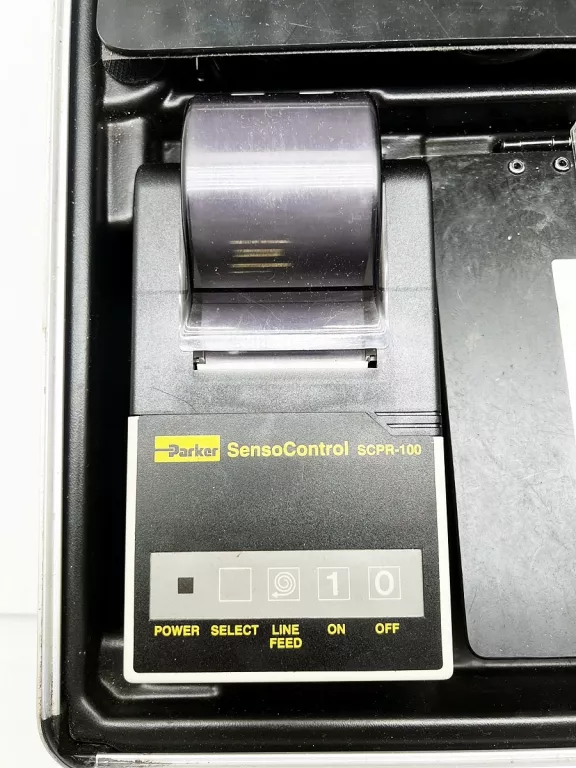 Parker SensoControl SCPR-100
1 0
POWER SELECT LINE FEED ON OFF